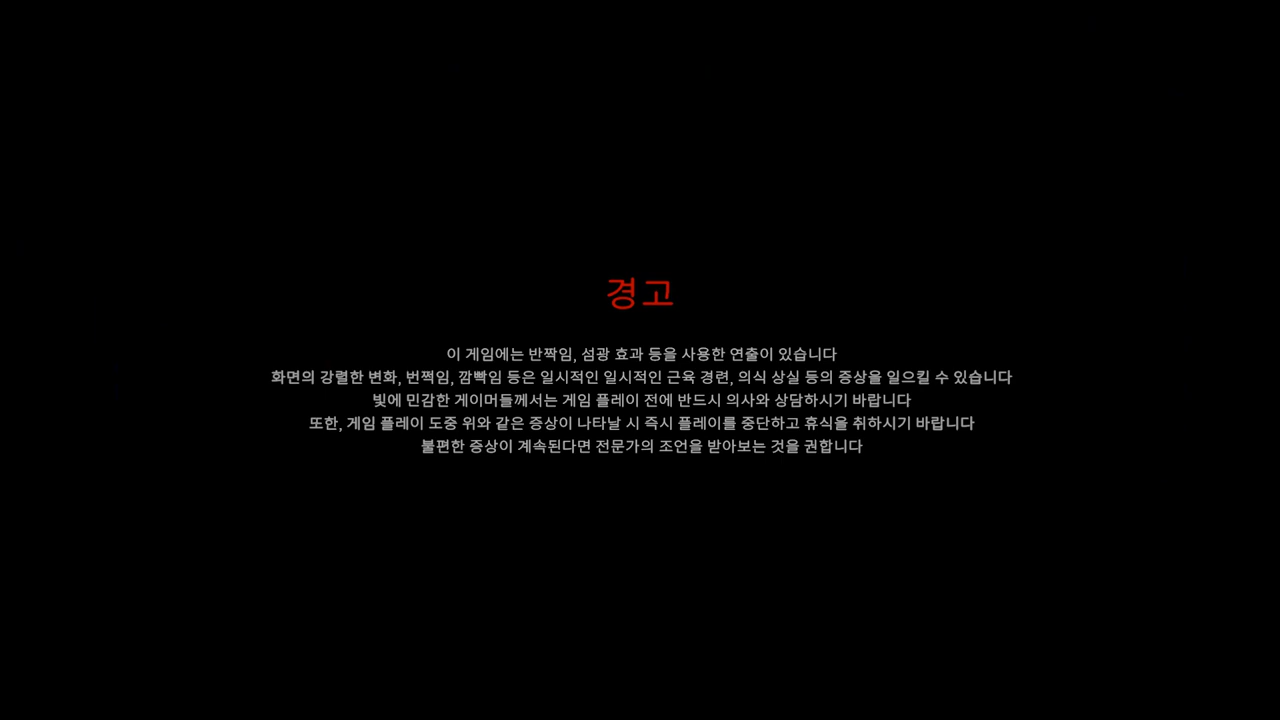 경고
이 게임에는 반짝임, 섬광 효과 등을 사용한 연출이 있습니다
화면의 강렬한 변화, 번쩍임, 깜빡임 등은 일시적인 일시적인 근육 경련, 의식 상실 등의 증상을 일으킬 수 있습니다
빛에 민감한 게이머들께서는 게임 플레이 전에 반드시 의사와 상담하시기 바랍니다
또한, 게임 플레이 도중 위와 같은 증상이 나타날 시 즉시 플레이를 중단하고 휴식을 취하시기 바랍니다
불편한 증상이 계속된다면 전문가의 조언을 받아보는 것을 권합니다